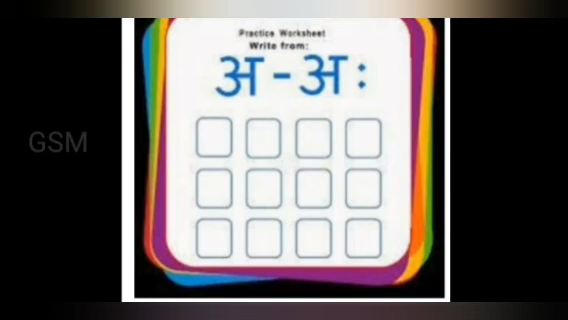 Practice Worksheet
Write from:
अ - अ :
GSM